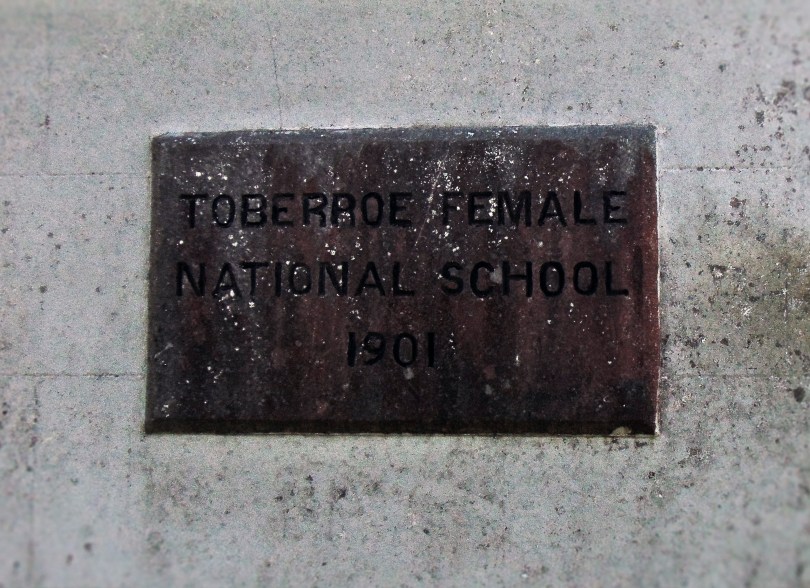 TOBERROE FEMALE
NATIONAL SCHOOL
1901